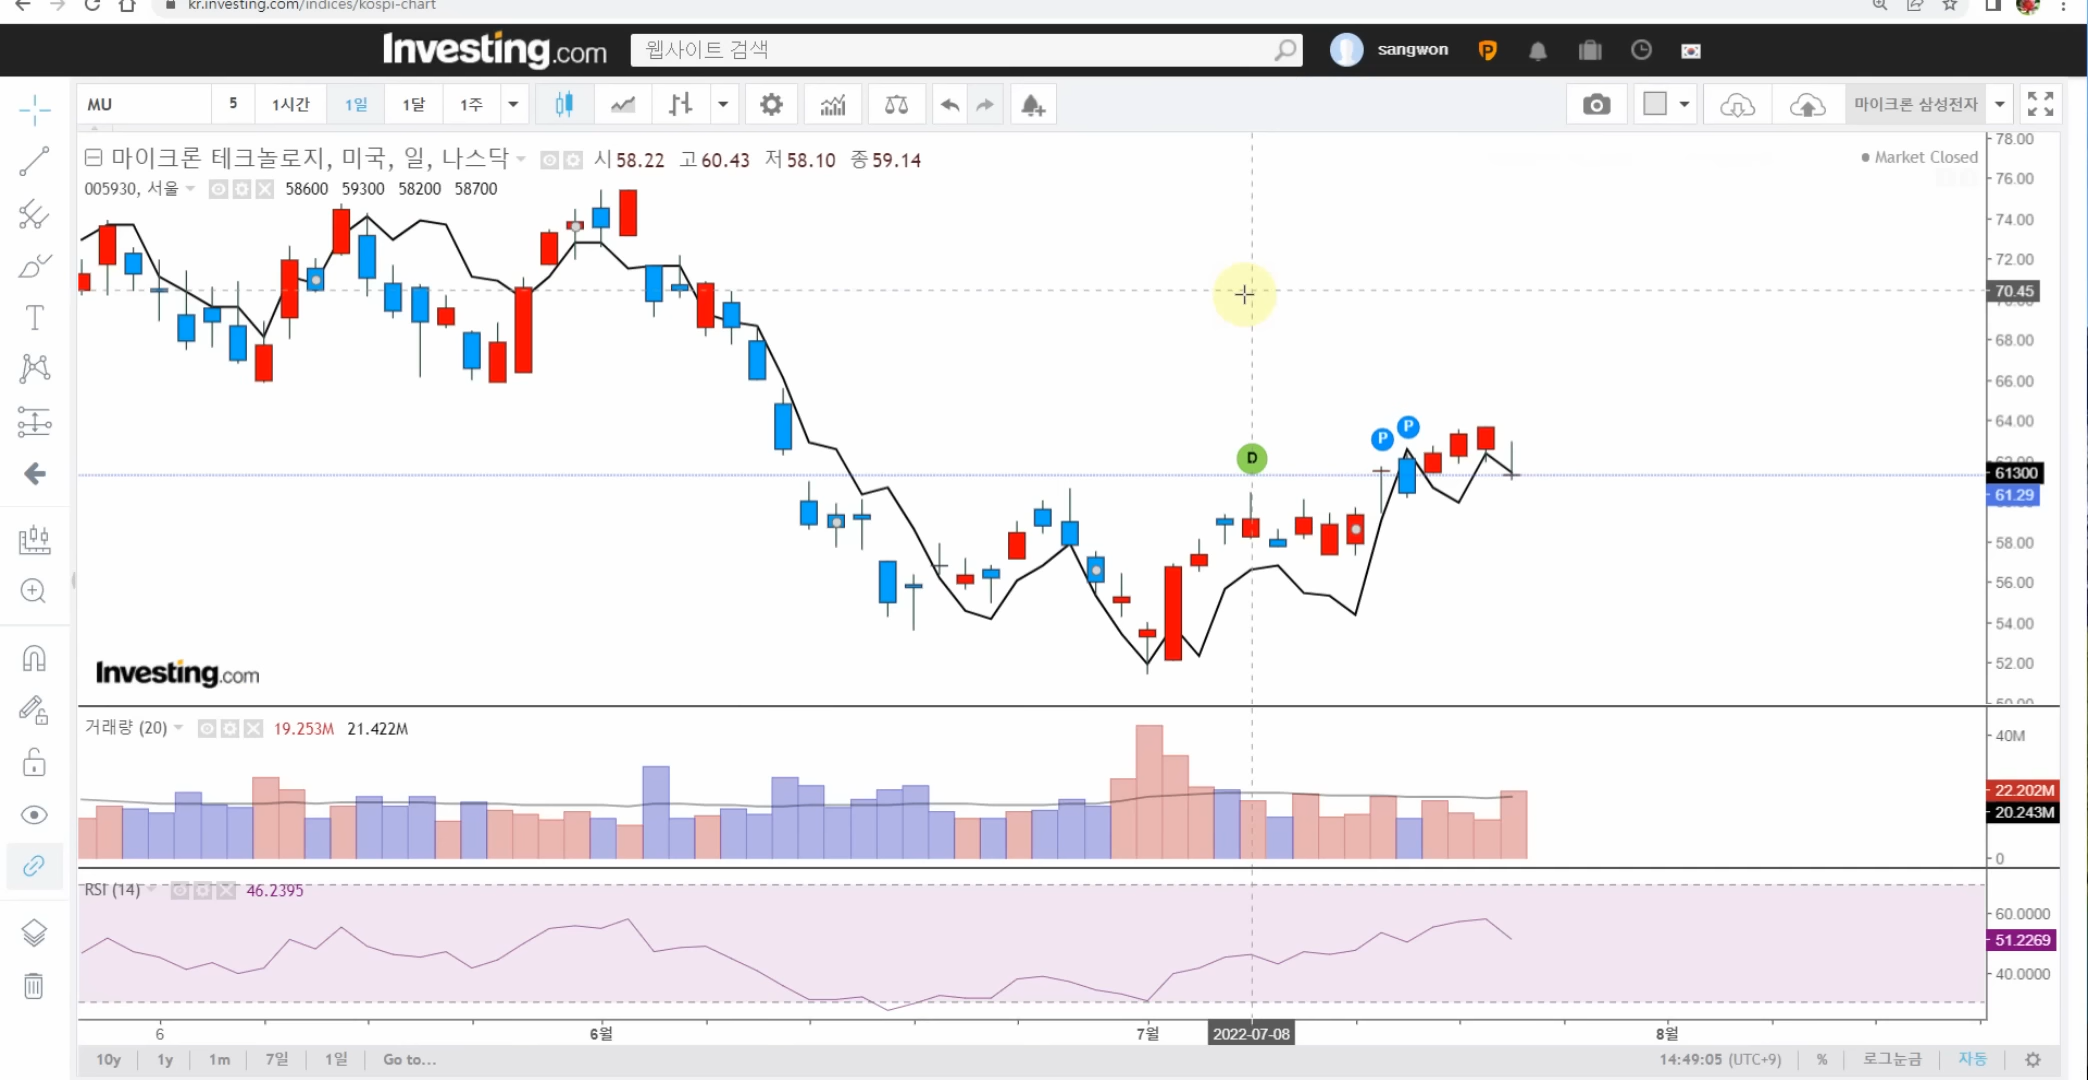 kr.investing.com/indices/kospi-chart
Investing.com
웹사이트 검색
sangwon
P
MU
5
1시간
1일
1달
1주
마이크론 삼성전자
마이크론 테크놀로지, 미국, 일, 나스닥
시 58.22 고 60.43 저 58.10 종 59.14
Market Closed
005930, 서울
58600 59300 58200 58700
78.00
76.00
74.00
72.00
70.45
68.00
66.00
64.00
P
P
D
61300
61.29
58.00
56.00
54.00
52.00
Investing.com
거래량 (20)
19.253M 21.422M
40M
22.202M
20.243M
0
RSI (14)
46.2395
60.0000
51.2269
40.0000
6
6월
7월
2022-07-08
8월
10y
1y
1m
7일
1일
Go to...
14:49:05 (UTC+9)
%
로그눈금
자동